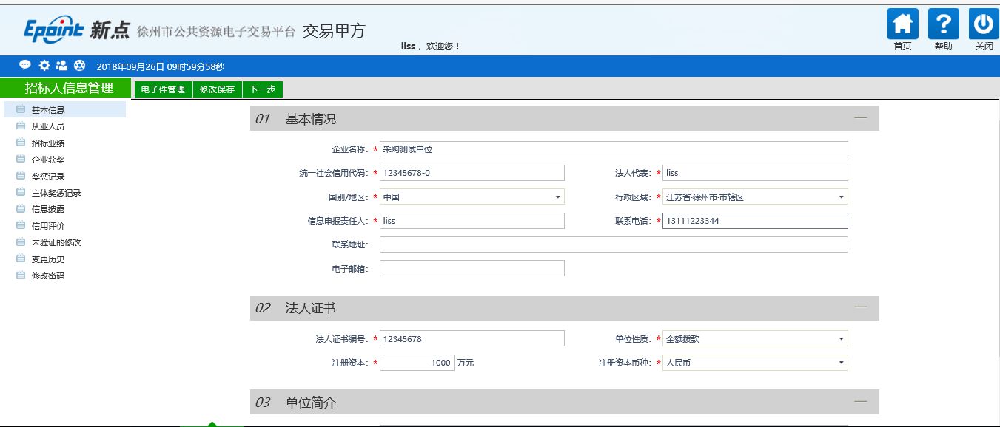 Epoint 新点 徐州市公共资源电子交易平台 交易甲方
liss ，欢迎您！
首页 帮助 关闭
2018年09月26日 09时59分58秒
招标人信息管理
电子件管理 修改保存 下一步
基本信息
从业人员
招标业绩
企业获奖
奖惩记录
主体奖惩记录
信息披露
信用评价
未验证的修改
变更历史
修改密码
01 基本情况 —
企业名称：* 采购测试单位
统一社会信用代码：* 12345678-0 法人代表：* liss
国别/地区：* 中国 行政区域：* 江苏省·徐州市·市辖区
信息申报责任人：* liss 联系电话：* 13111223344
联系地址：
电子邮箱：
02 法人证书 —
法人证书编号：* 12345678 单位性质：* 全额拨款
注册资本：* 1000 万元 注册资本币种：* 人民币
03 单位简介 —